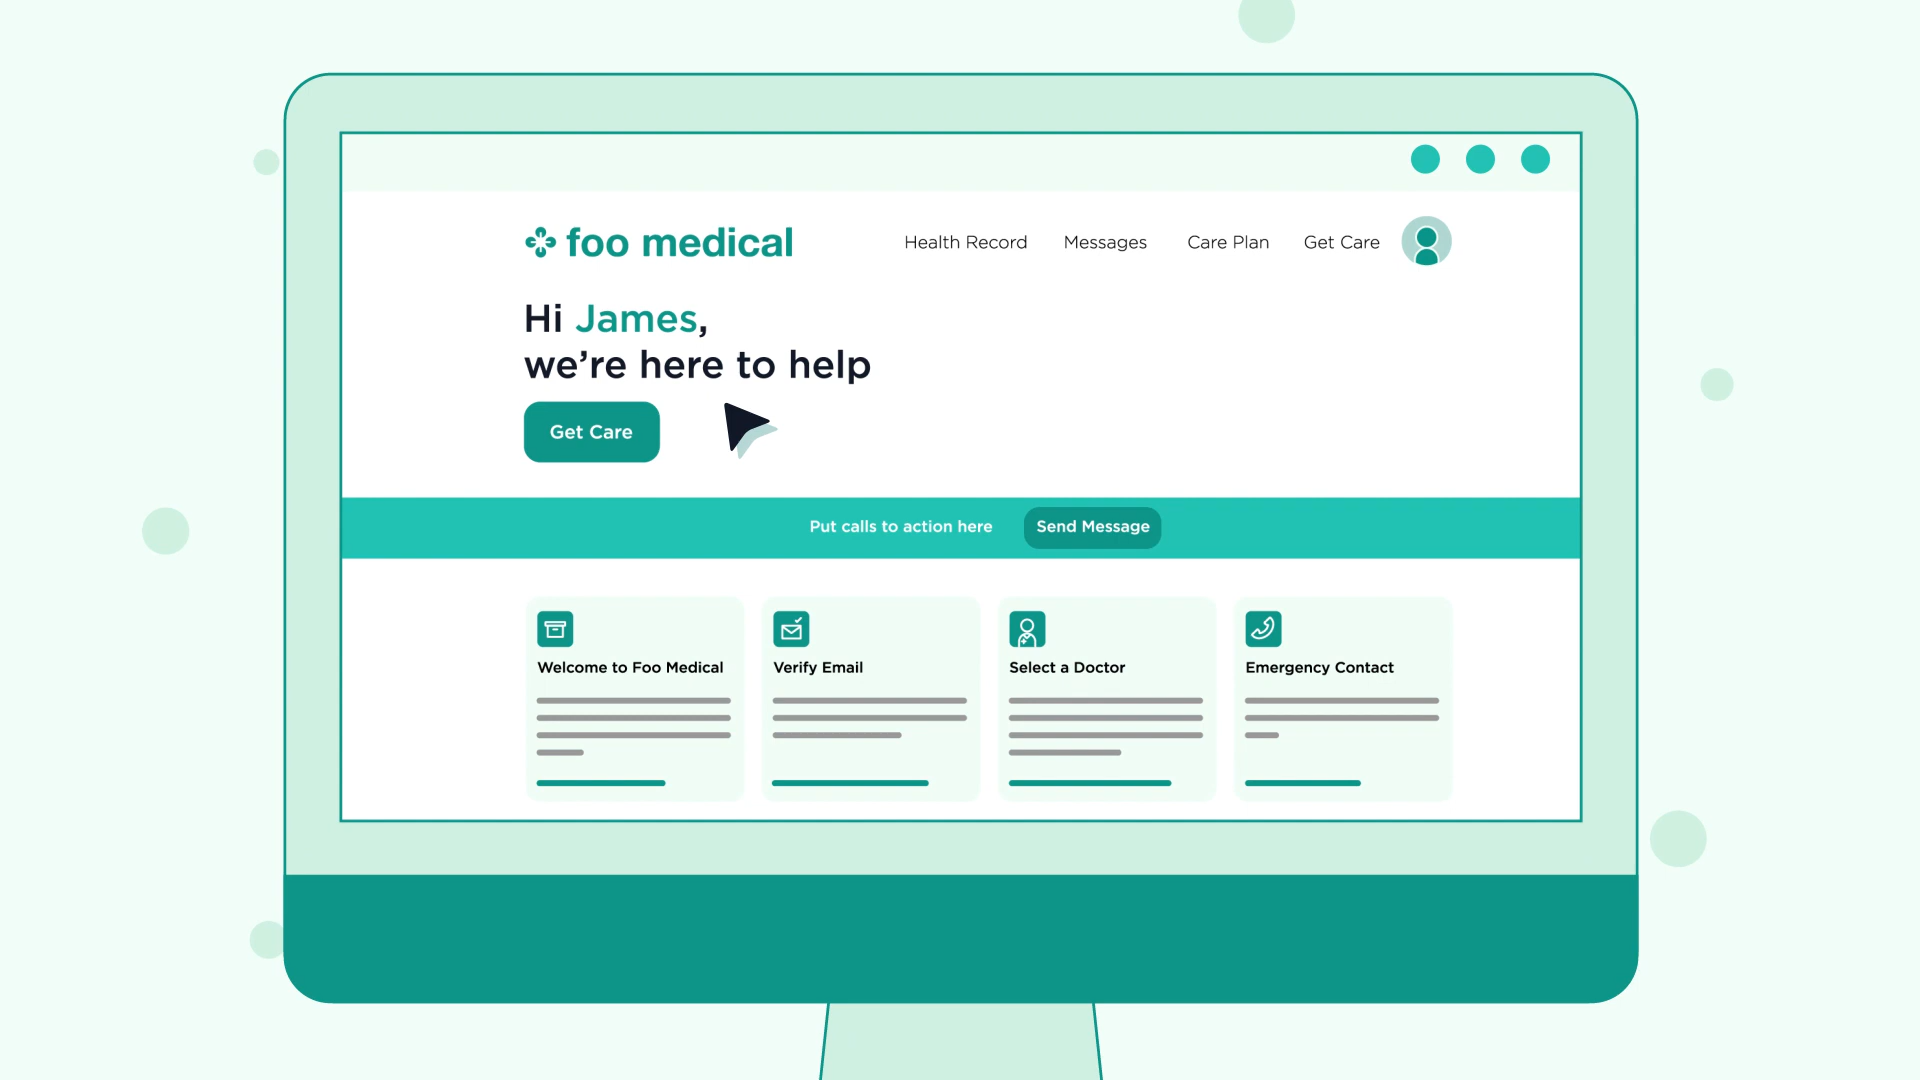 foo medical
Health Record
Messages
Care Plan
Get Care
Hi James,
we’re here to help
Get Care
Put calls to action here
Send Message
Welcome to Foo Medical
Verify Email
Select a Doctor
Emergency Contact